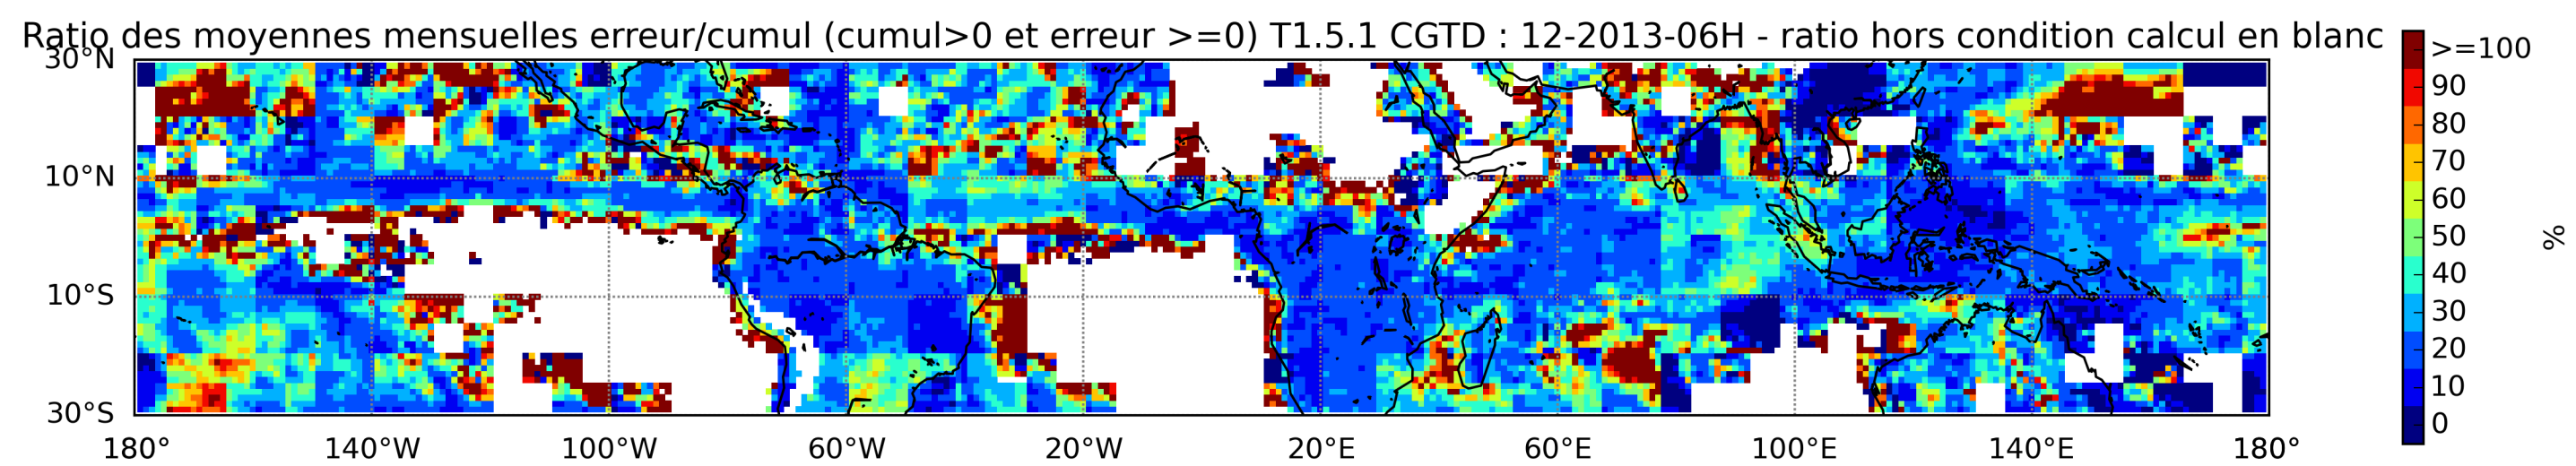 Ratio des moyennes mensuelles erreur/cumul (cumul>0 et erreur >=0) T1.5.1 CGTD : 12-2013-06H - ratio hors condition calcul en blanc
30°N
10°N
10°S
30°S
180° 140°W 100°W 60°W 20°W 20°E 60°E 100°E 140°E 180°
>=100
90
80
70
60
50
40
30
20
10
0
%